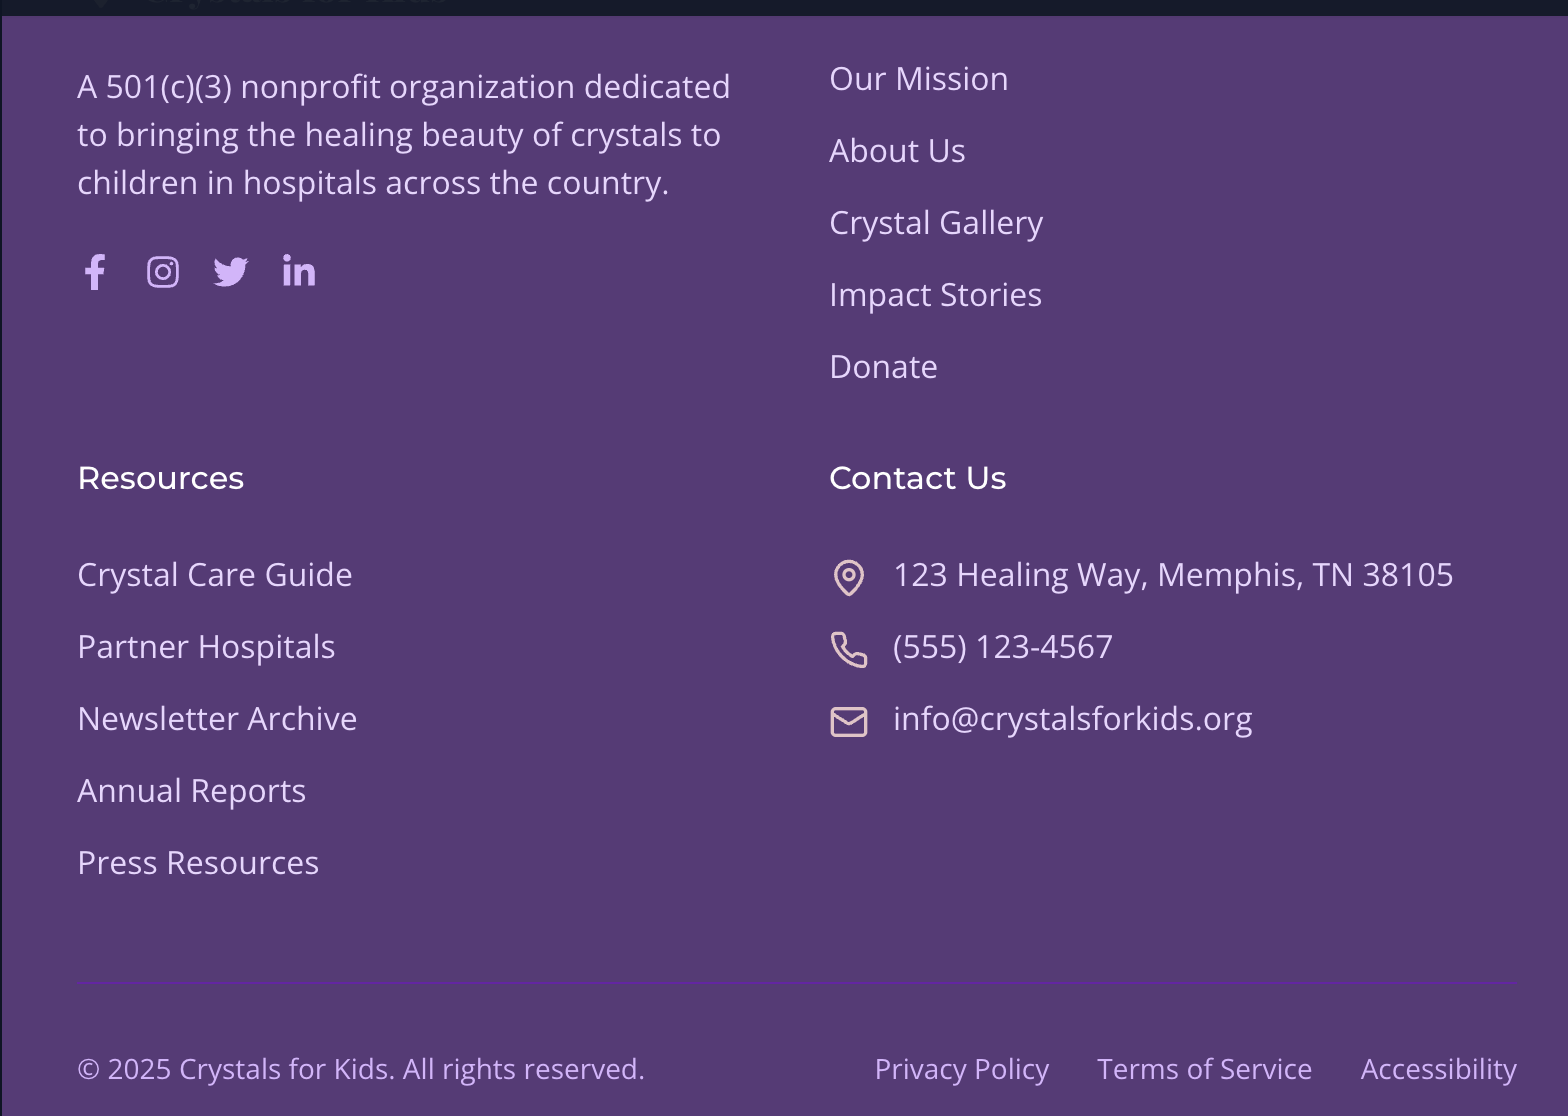 A 501(c)(3) nonprofit organization dedicated
to bringing the healing beauty of crystals to
children in hospitals across the country.
Our Mission
About Us
Crystal Gallery
Impact Stories
Donate
Resources
Crystal Care Guide
Partner Hospitals
Newsletter Archive
Annual Reports
Press Resources
Contact Us
123 Healing Way, Memphis, TN 38105
(555) 123-4567
info@crystalsforkids.org
© 2025 Crystals for Kids. All rights reserved.
Privacy Policy
Terms of Service
Accessibility